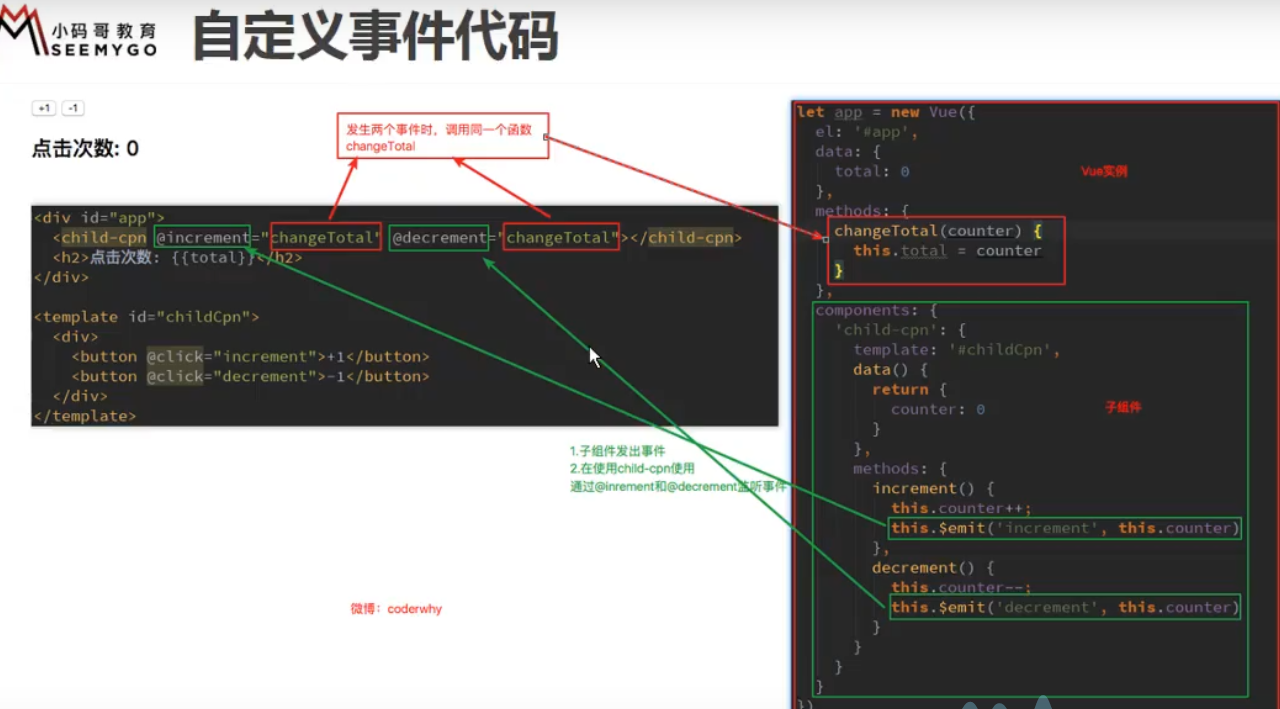 小码哥教育
SEEMYGO
自定义事件代码
+1 -1
点击次数: 0
发生两个事件时，调用同一个函数
changeTotal
<div id="app">
<child-cpn @increment="changeTotal" @decrement="changeTotal"></child-cpn>
<h2>点击次数: {{total}}</h2>
</div>
<template id="childCpn">
<div>
<button @click="increment">+1</button>
<button @click="decrement">-1</button>
</div>
</template>
1.子组件发出事件
2.在使用child-cpn使用
通过@inrement和@decrement监听事件
微博：coderwhy
let app = new Vue({
el: '#app',
data: {
total: 0
},
Vue实例
methods: {
changeTotal(counter) {
this.total = counter
}
},
components: {
'child-cpn': {
template: '#childCpn',
data() {
return {
counter: 0
}
},
子组件
methods: {
increment() {
this.counter++;
this.$emit('increment', this.counter)
},
decrement() {
this.counter--;
this.$emit('decrement', this.counter)
}
}
}
}
})